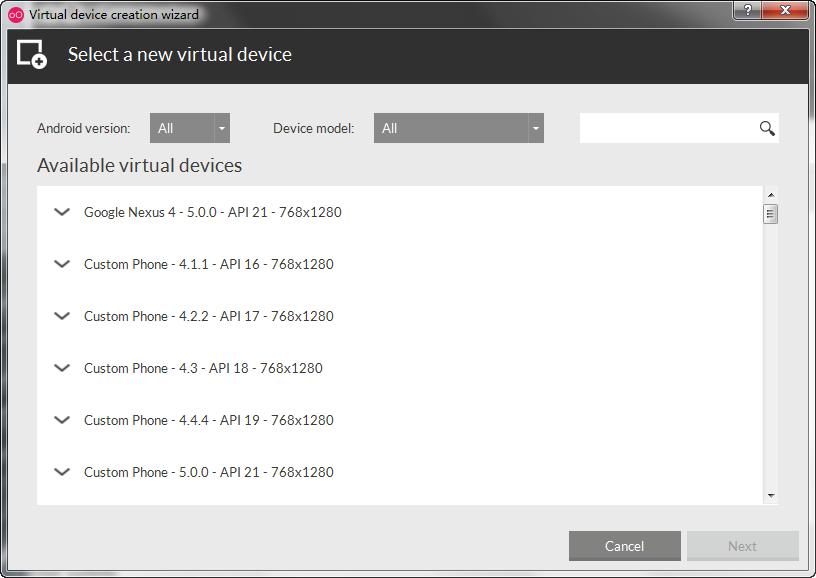 Virtual device creation wizard
Select a new virtual device
Android version: All Device model: All
Available virtual devices
Google Nexus 4 - 5.0.0 - API 21 - 768x1280
Custom Phone - 4.1.1 - API 16 - 768x1280
Custom Phone - 4.2.2 - API 17 - 768x1280
Custom Phone - 4.3 - API 18 - 768x1280
Custom Phone - 4.4.4 - API 19 - 768x1280
Custom Phone - 5.0.0 - API 21 - 768x1280
Cancel Next